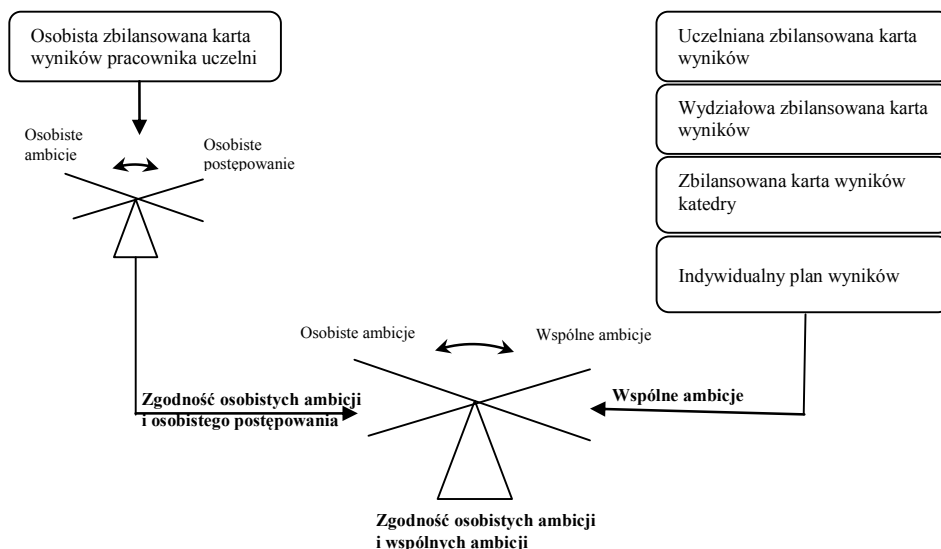 Osobista zbilansowana karta
wyników pracownika uczelni
Osobiste
ambicje
Osobiste
postępowanie
Uczelniana zbilansowana karta
wyników
Wydziałowa zbilansowana karta
wyników
Zbilansowana karta wyników
katedry
Indywidualny plan wyników
Osobiste ambicje
Wspólne ambicje
Zgodność osobistych ambicji
i osobistego postępowania
Wspólne ambicje
Zgodność osobistych ambicji
i wspólnych ambicji